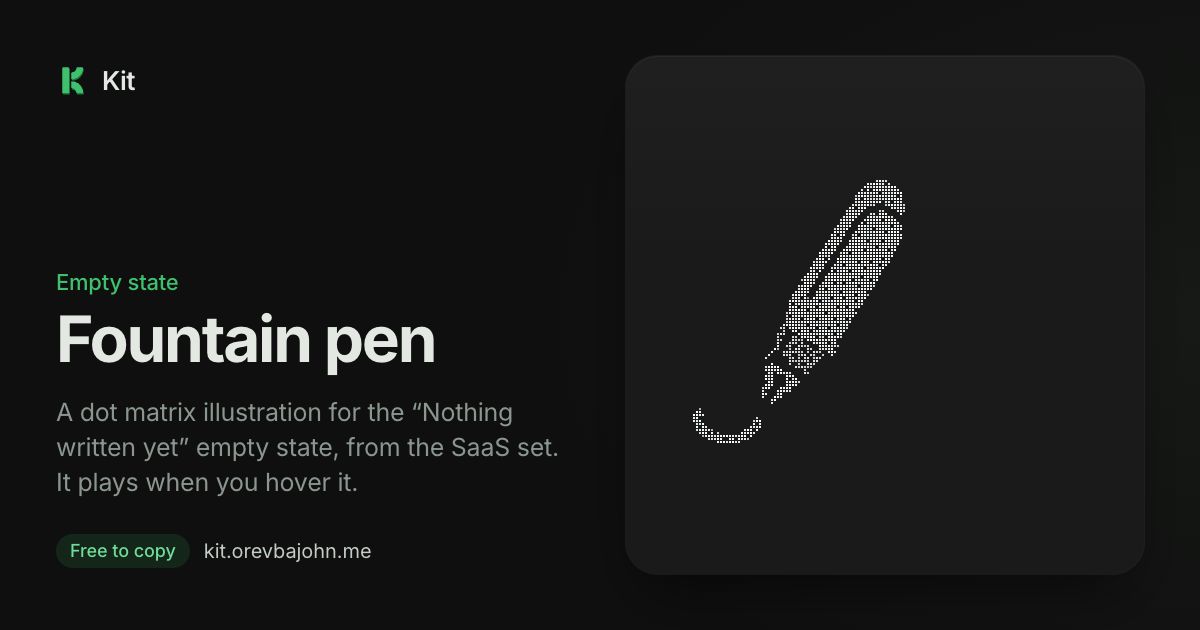 Kit
Empty state
Fountain pen
A dot matrix illustration for the “Nothing
written yet” empty state, from the SaaS set.
It plays when you hover it.
Free to copy
kit.orevbajohn.me